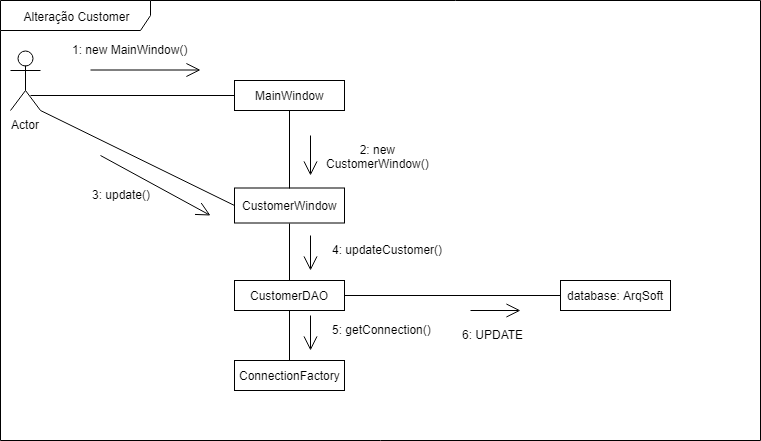 Alteração Customer
1: new MainWindow()
MainWindow
Actor
2: new
CustomerWindow()
3: update()
CustomerWindow
4: updateCustomer()
CustomerDAO
database: ArqSoft
5: getConnection()
6: UPDATE
ConnectionFactory